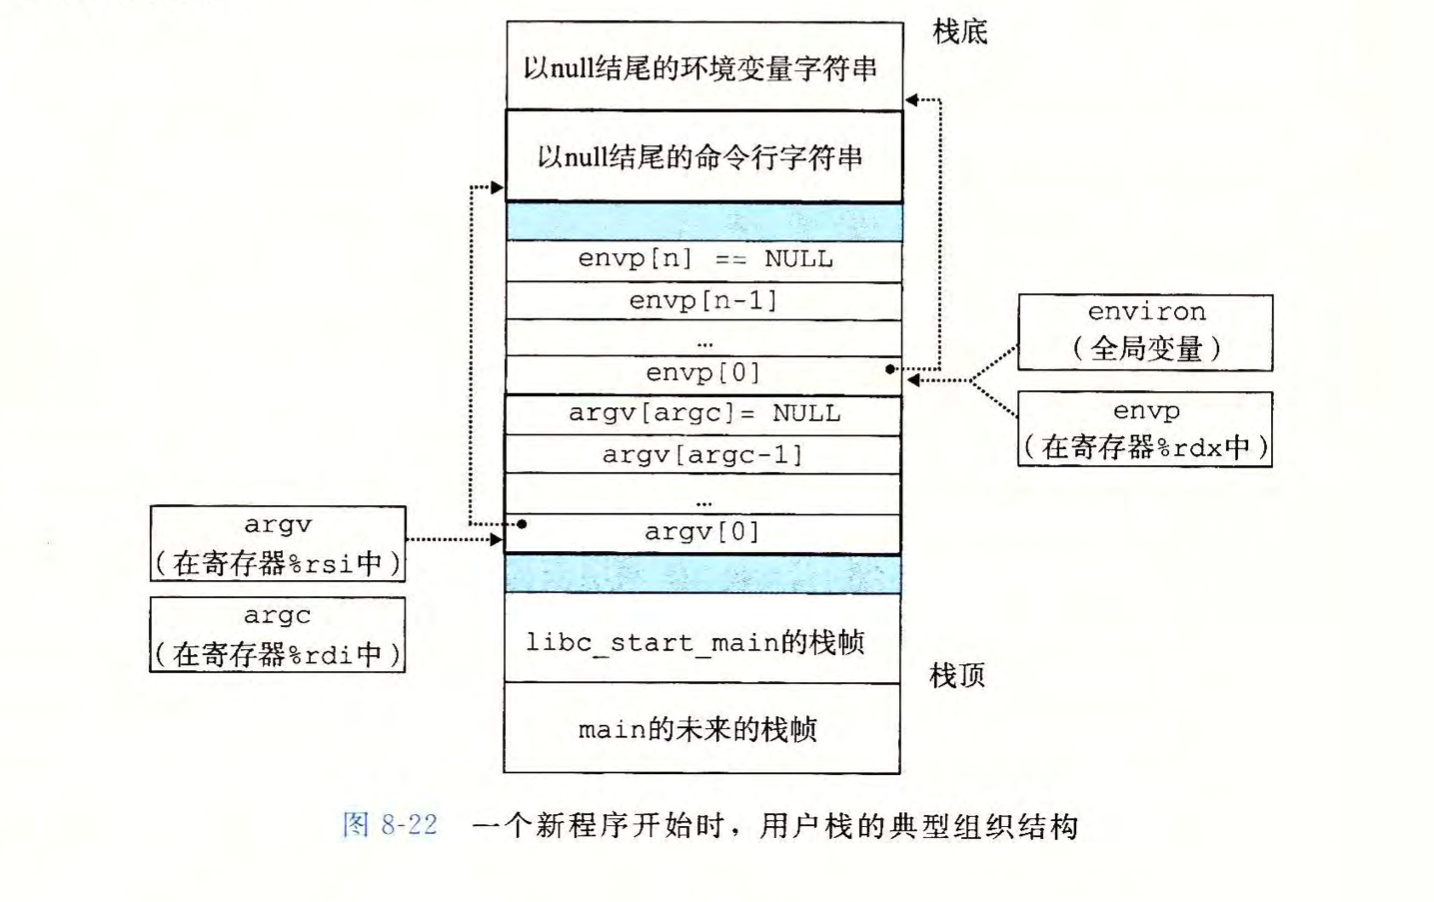 栈底
以null结尾的环境变量字符串
以null结尾的命令行字符串
envp[n] == NULL
envp[n-1]
...
envp[0]
environ
(全局变量)
envp
(在寄存器%rdx中)
argv[argc]= NULL
argv[argc-1]
...
argv[0]
argv
(在寄存器%rsi中)
argc
(在寄存器%rdi中)
libc_start_main的栈帧
栈顶
main的未来的栈帧
图 8-22 一个新程序开始时，用户栈的典型组织结构